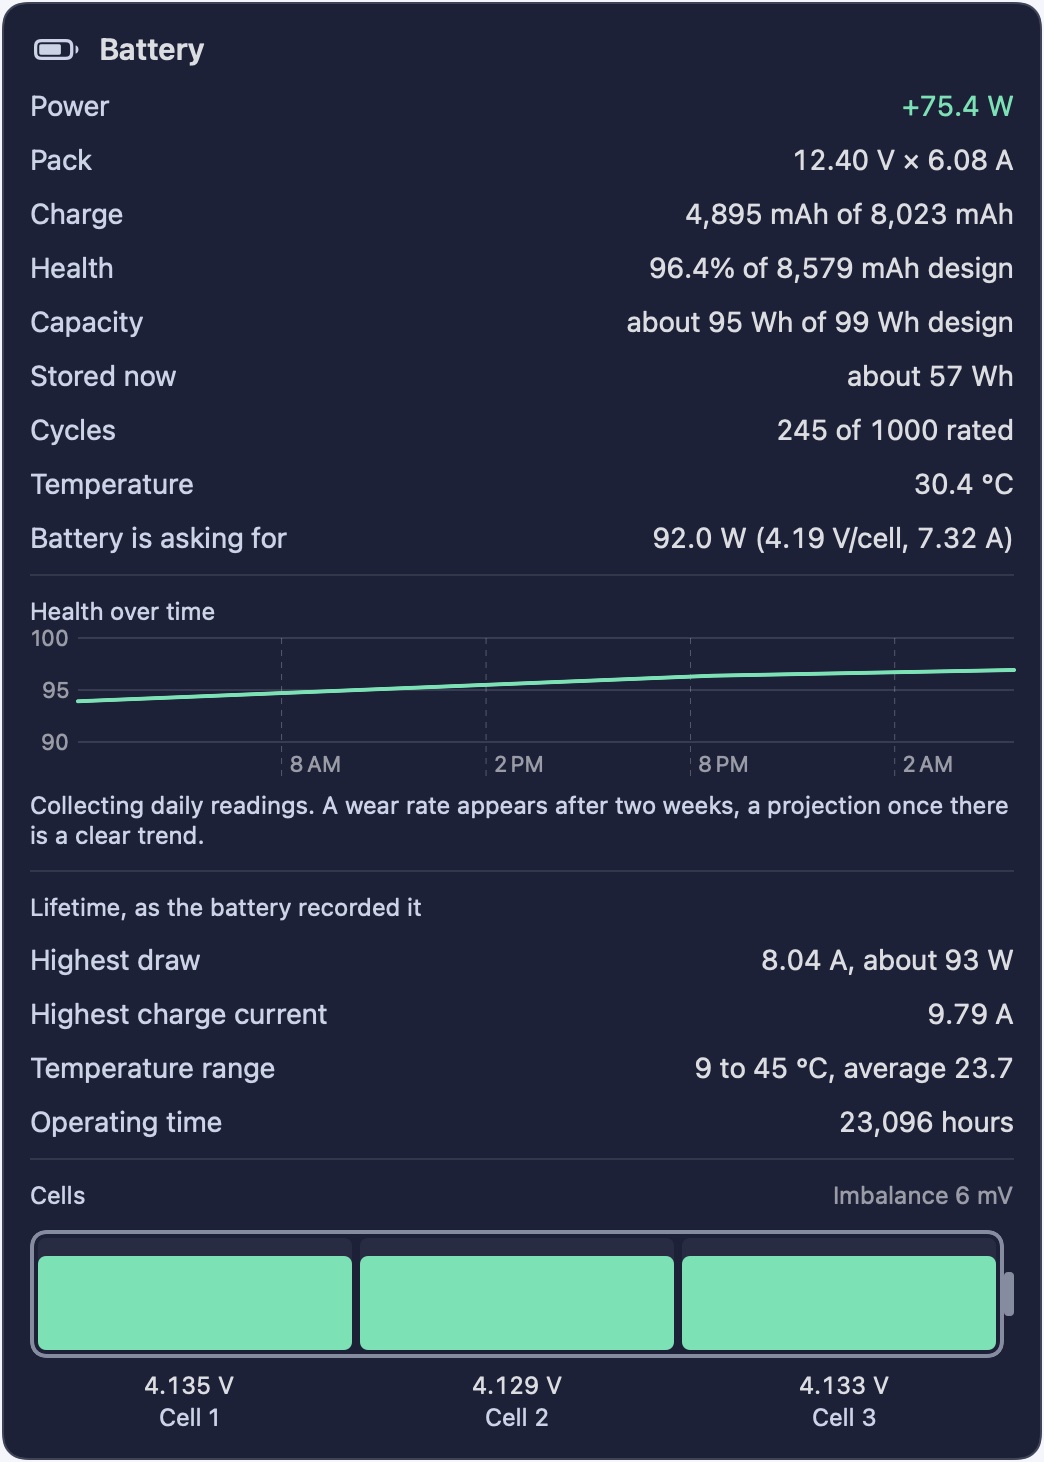 Battery
Power +75.4 W
Pack 12.40 V × 6.08 A
Charge 4,895 mAh of 8,023 mAh
Health 96.4% of 8,579 mAh design
Capacity about 95 Wh of 99 Wh design
Stored now about 57 Wh
Cycles 245 of 1000 rated
Temperature 30.4 °C
Battery is asking for 92.0 W (4.19 V/cell, 7.32 A)
Health over time
100
95
90
8 AM 2 PM 8 PM 2 AM
Collecting daily readings. A wear rate appears after two weeks, a projection once there
is a clear trend.
Lifetime, as the battery recorded it
Highest draw 8.04 A, about 93 W
Highest charge current 9.79 A
Temperature range 9 to 45 °C, average 23.7
Operating time 23,096 hours
Cells Imbalance 6 mV
4.135 V 4.129 V 4.133 V
Cell 1 Cell 2 Cell 3